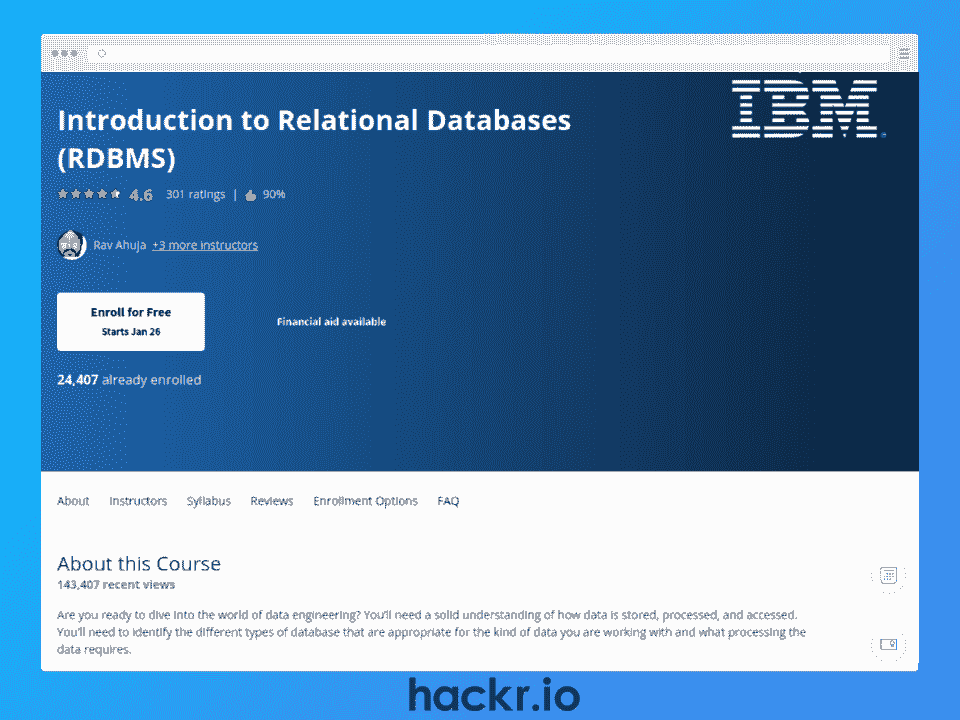 IBM
Introduction to Relational Databases
(RDBMS)
4.6 301 ratings | 90%
Rav Ahuja +3 more instructors
Enroll for Free
Starts Jan 26
Financial aid available
24,407 already enrolled
About Instructors Syllabus Reviews Enrollment Options FAQ
About this Course
143,407 recent views
Are you ready to dive into the world of data engineering? You'll need a solid understanding of how data is stored, processed, and accessed.
You'll need to identify the different types of database that are appropriate for the kind of data you are working with and what processing the
data requires.
hackr.io